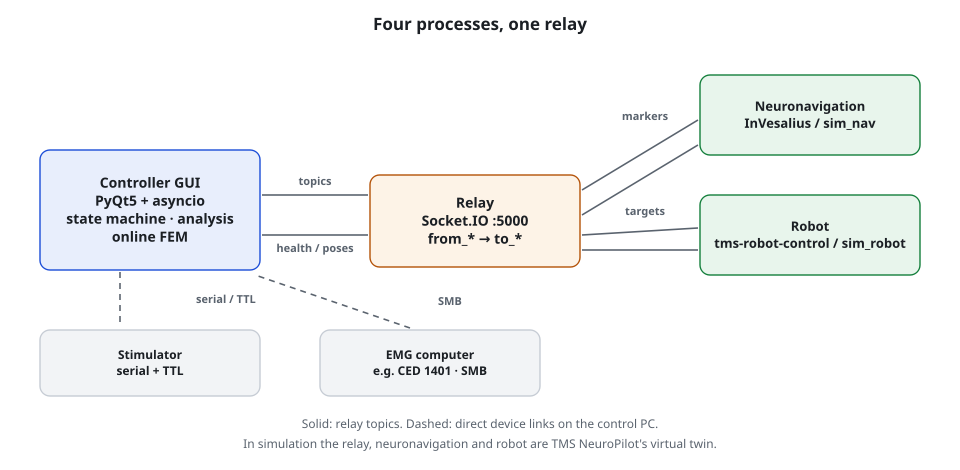 Four processes, one relay
Neuronavigation
InVesalius / sim_nav
markers
Controller GUI
PyQt5 + asyncio
state machine · analysis
online FEM
topics
health / poses
Relay
Socket.IO :5000
from_* → to_*
targets
Robot
tms-robot-control / sim_robot
serial / TTL
SMB
Stimulator
serial + TTL
EMG computer
e.g. CED 1401 · SMB
Solid: relay topics. Dashed: direct device links on the control PC.
In simulation the relay, neuronavigation and robot are TMS NeuroPilot's virtual twin.